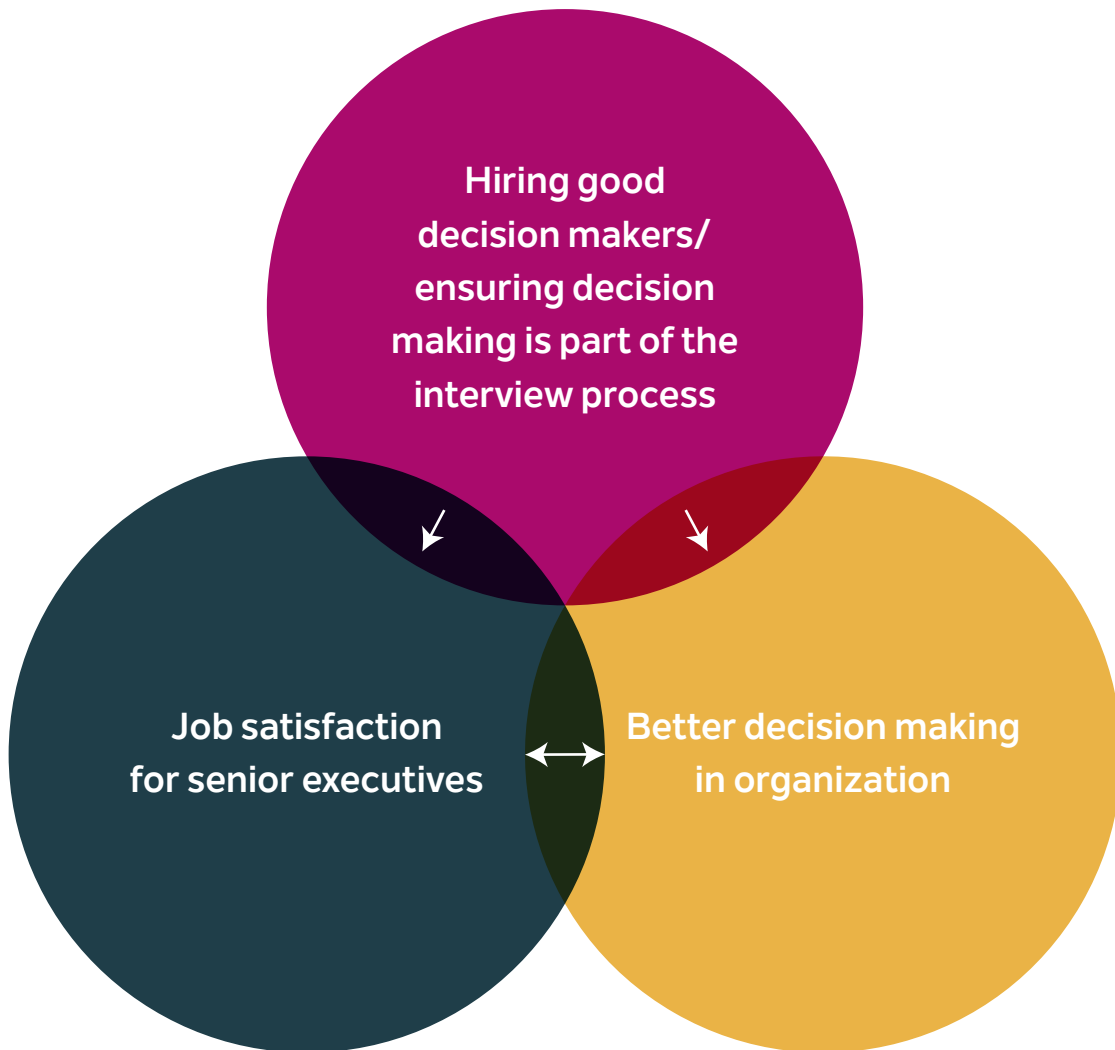 Hiring good
decision makers/
ensuring decision
making is part of the
interview process
Job satisfaction
for senior executives
Better decision making
in organization